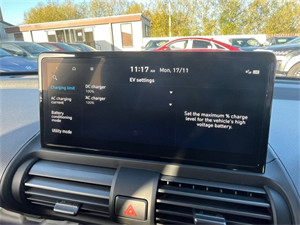 11:17 AM
Mon, 17/11
EV settings
Charging limit
DC charger
100%
AC charging
current
AC charger
100%
Battery
conditioning
mode
Utility mode
Set the maximum % charge
level for the vehicle's high
voltage battery.